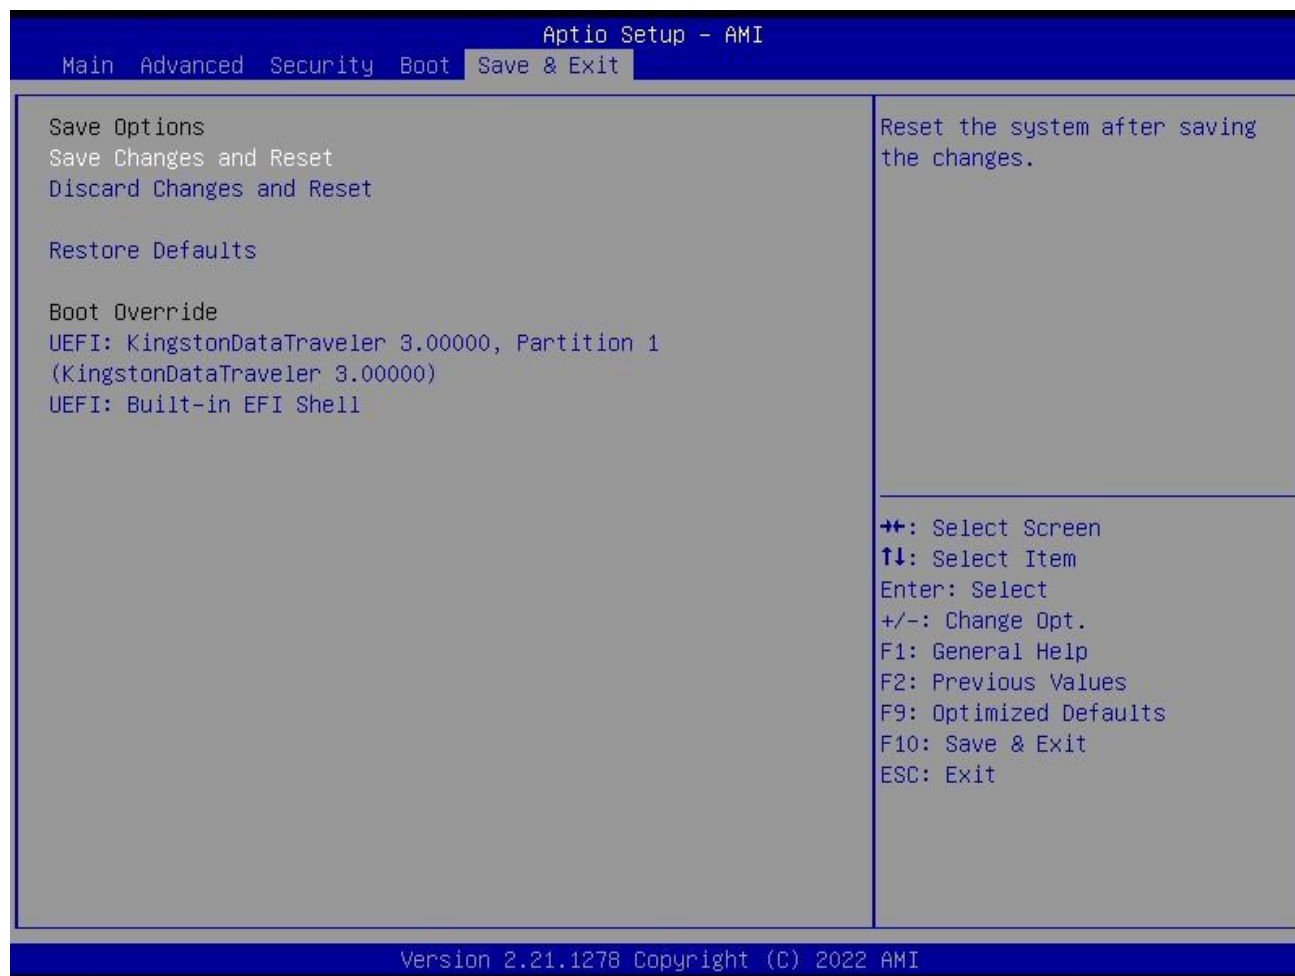 Aptio Setup – AMI
Main Advanced Security Boot Save & Exit
Save Options
Save Changes and Reset
Discard Changes and Reset
Restore Defaults
Boot Override
UEFI: KingstonDataTraveler 3.00000, Partition 1
(KingstonDataTraveler 3.00000)
UEFI: Built-in EFI Shell
Reset the system after saving
the changes.
→←: Select Screen
↑↓: Select Item
Enter: Select
+/-: Change Opt.
F1: General Help
F2: Previous Values
F9: Optimized Defaults
F10: Save & Exit
ESC: Exit
Version 2.21.1278 Copyright (C) 2022 AMI